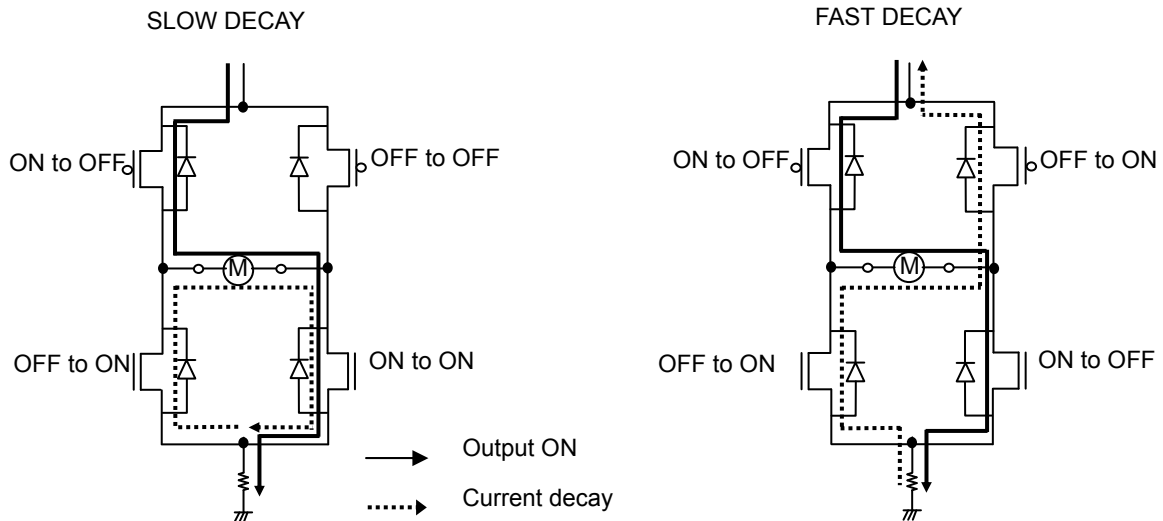 SLOW DECAY
FAST DECAY
ON to OFF
OFF to OFF
ON to OFF
OFF to ON
M
M
OFF to ON
ON to ON
OFF to ON
ON to OFF
Output ON
Current decay